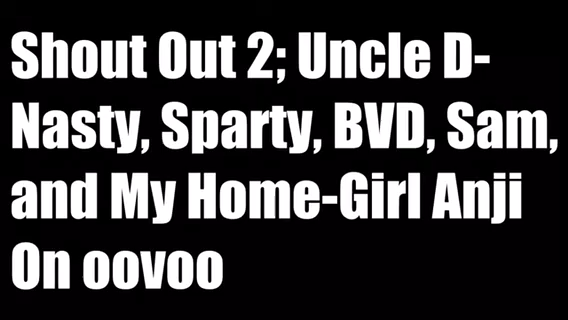 Shout Out 2; Uncle D-
Nasty, Sparty, BVD, Sam,
and My Home-Girl Anji
On oovoo